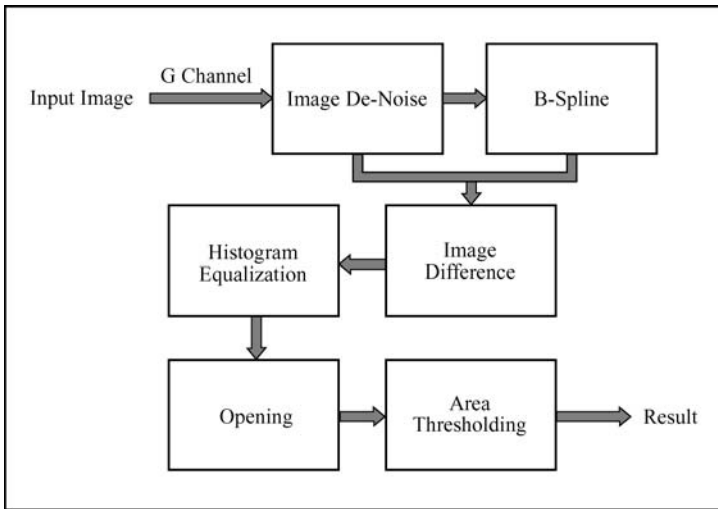 G Channel
Input Image
Image De-Noise
B-Spline
Histogram
Equalization
Image
Difference
Opening
Area
Thresholding
Result